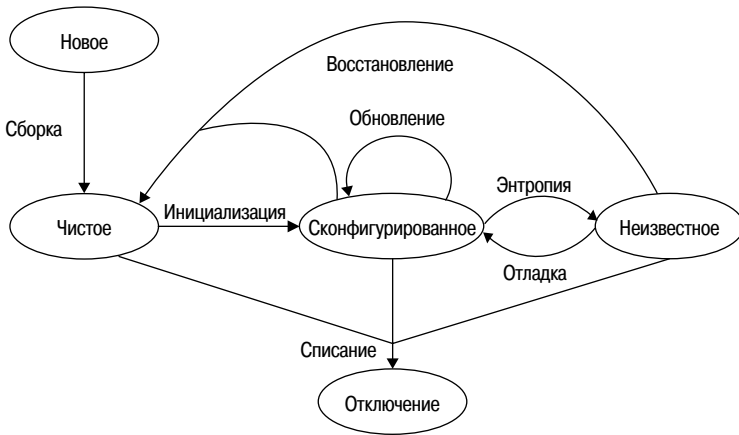 Новое
Восстановление
Сборка
Обновление
Энтропия
Инициализация
Чистое
Сконфигурированное
Неизвестное
Отладка
Списание
Отключение